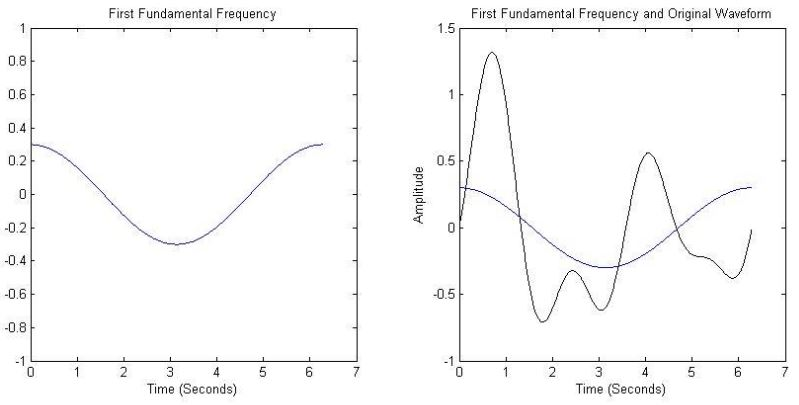 First Fundamental Frequency
1
0.8
0.6
0.4
0.2
0
-0.2
-0.4
-0.6
-0.8
-1
0 1 2 3 4 5 6 7
Time (Seconds)
First Fundamental Frequency and Original Waveform
Amplitude
1.5
1
0.5
0
-0.5
-1
0 1 2 3 4 5 6 7
Time (Seconds)